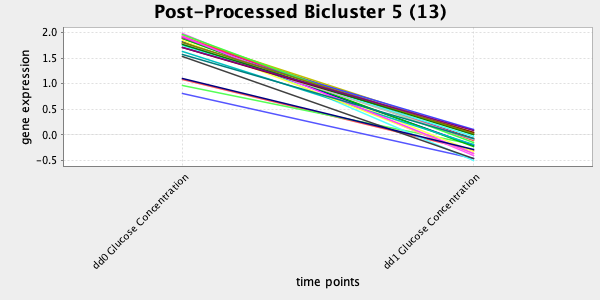 Post-Processed Bicluster 5 (13)
gene expression
2.0
1.5
1.0
0.5
0.0
-0.5
dd0 Glucose Concentration
dd1 Glucose Concentration
time points